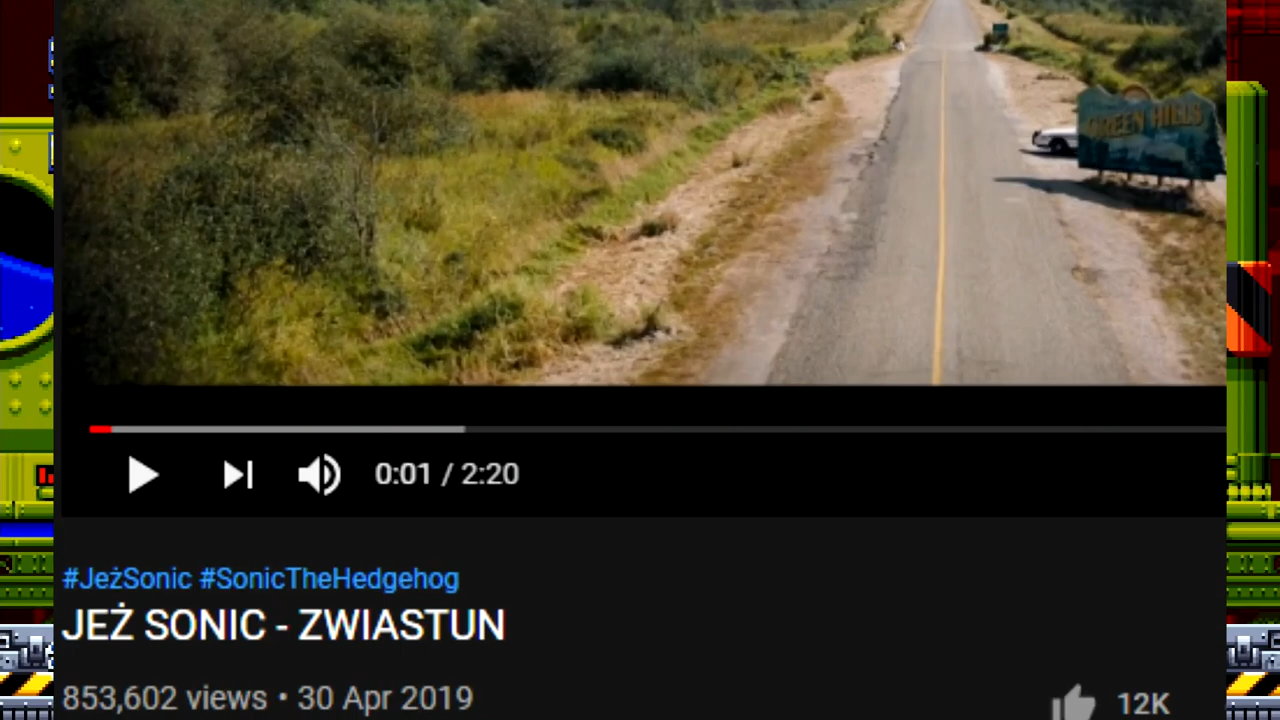 GREEN HILLS
0:01 / 2:20
#JeżSonic #SonicTheHedgehog
JEŻ SONIC - ZWIASTUN
853,602 views • 30 Apr 2019
12K